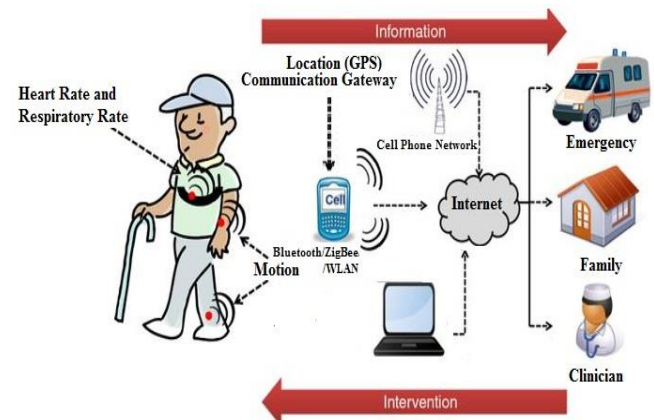 Information
Location (GPS)
Communication Gateway
Heart Rate and
Respiratory Rate
Cell Phone Network
Emergency
Cell
Internet
Bluetooth/ZigBee
/WLAN
Motion
Family
Clinician
Intervention